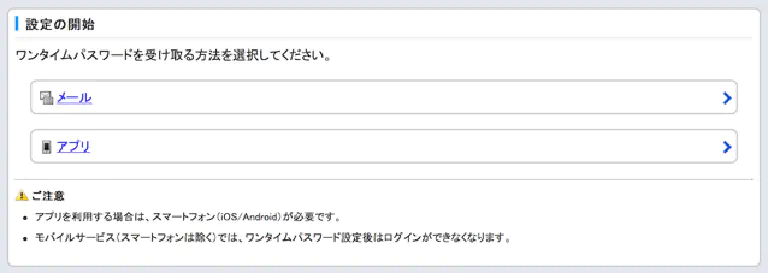 設定の開始
ワンタイムパスワードを受け取る方法を選択してください。
メール
アプリ
ご注意
• アプリを利用する場合は、スマートフォン(iOS/Android)が必要です。
• モバイルサービス(スマートフォンは除く)では、ワンタイムパスワード設定後はログインができなくなります。